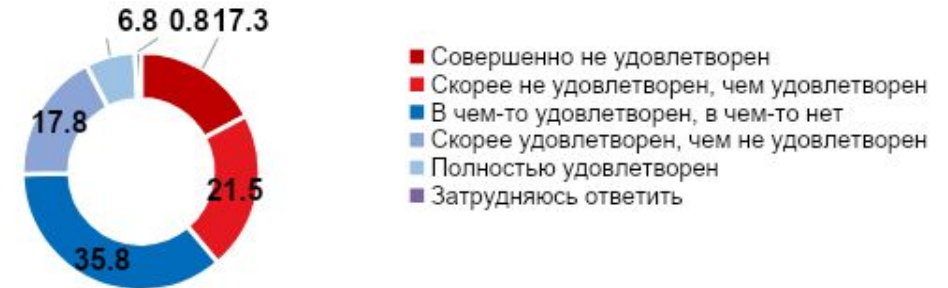 6.8 0.8 17.3
Совершенно не удовлетворен
Скорее не удовлетворен, чем удовлетворен
В чем-то удовлетворен, в чем-то нет
17.8
Скорее удовлетворен, чем не удовлетворен
Полностью удовлетворен
21.5
Затрудняюсь ответить
35.8